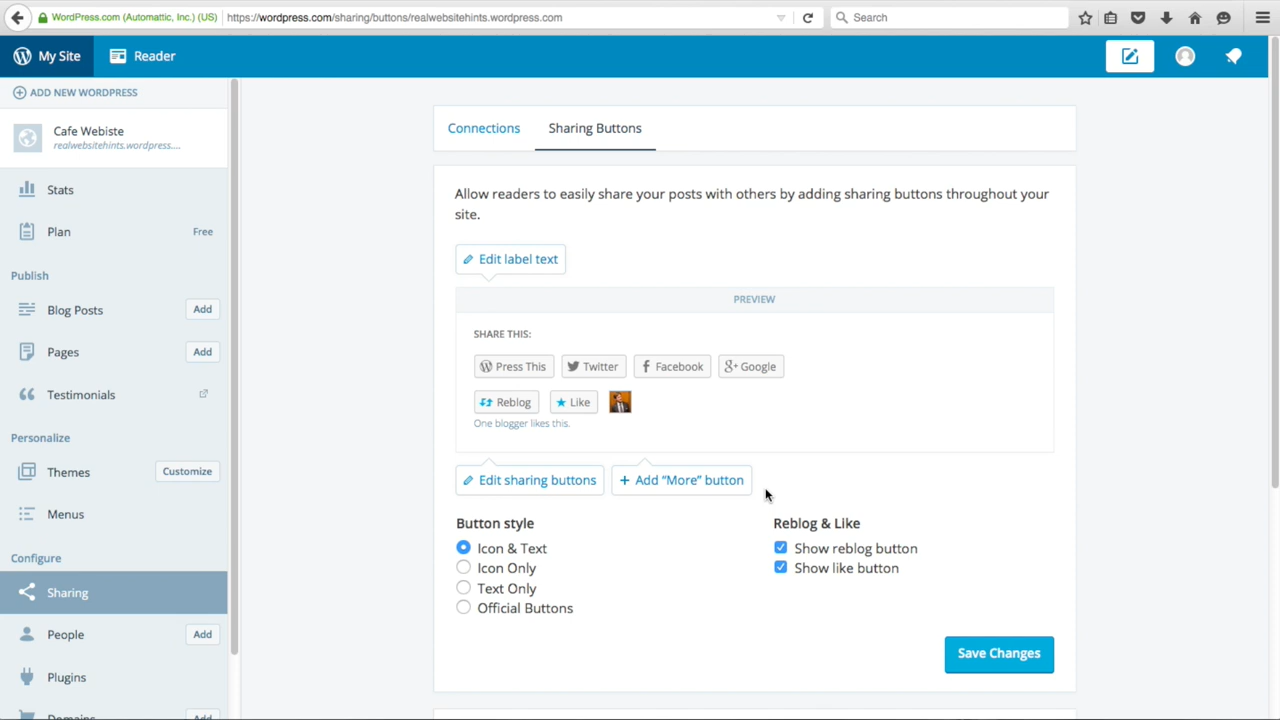 WordPress.com (Automattic, Inc.) (US)
https://wordpress.com/sharing/buttons/realwebsitehints.wordpress.com
Search
My Site
Reader
ADD NEW WORDPRESS
Cafe Webiste
realwebsitehints.wordpress....
Stats
Plan
Free
Publish
Blog Posts
Add
Pages
Add
Testimonials
Personalize
Themes
Customize
Menus
Configure
Sharing
People
Add
Plugins
Domains
Add
Connections
Sharing Buttons
Allow readers to easily share your posts with others by adding sharing buttons throughout your
site.
Edit label text
PREVIEW
SHARE THIS:
Press This
Twitter
Facebook
Google
Reblog
Like
One blogger likes this.
Edit sharing buttons
+ Add “More” button
Button style
Icon & Text
Icon Only
Text Only
Official Buttons
Reblog & Like
Show reblog button
Show like button
Save Changes